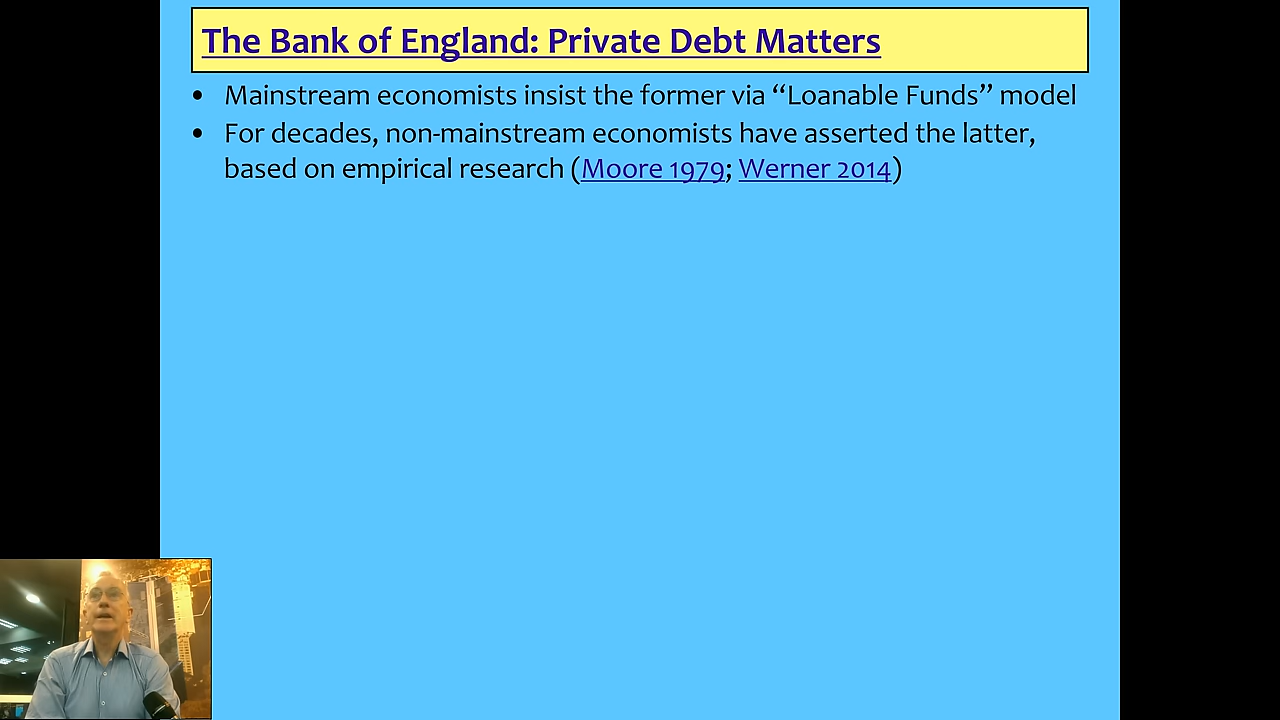 The Bank of England: Private Debt Matters
• Mainstream economists insist the former via “Loanable Funds” model
• For decades, non-mainstream economists have asserted the latter,
based on empirical research (Moore 1979; Werner 2014)